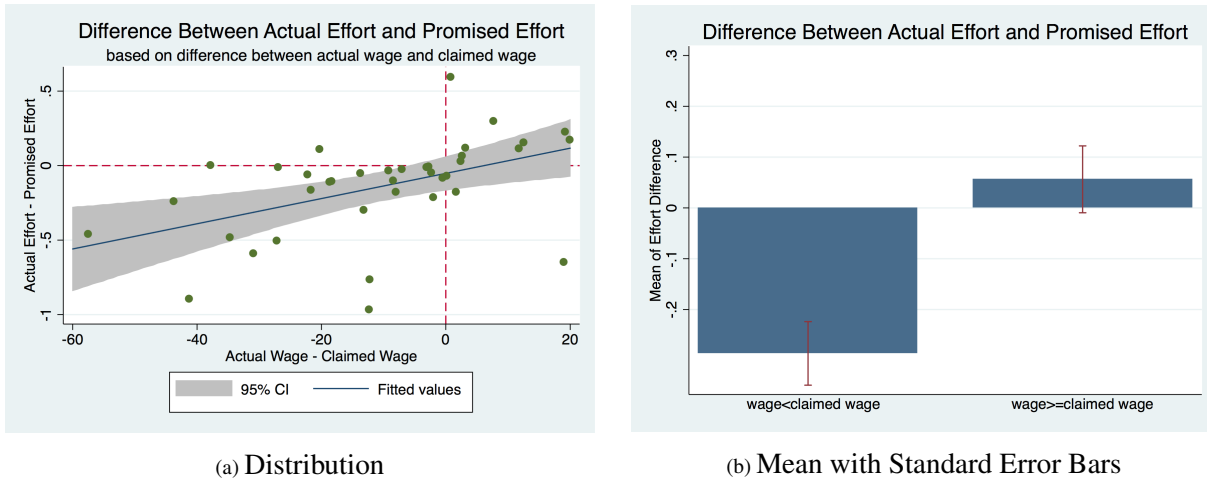 Difference Between Actual Effort and Promised Effort
based on difference between actual wage and claimed wage
Actual Effort - Promised Effort
.5
0
-.5
-1
-60
-40
-20
0
20
Actual Wage - Claimed Wage
95% CI
Fitted values
(a) Distribution
Difference Between Actual Effort and Promised Effort
Mean of Effort Difference
.3
.2
.1
0
-.1
-.2
wage<claimed wage
wage>=claimed wage
(b) Mean with Standard Error Bars